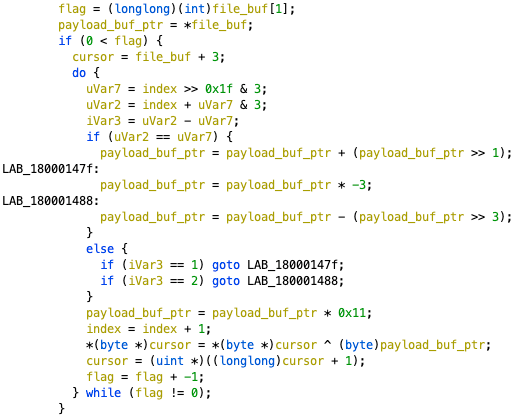 flag = (longlong)(int)file_buf[1];
payload_buf_ptr = *file_buf;
if (0 < flag) {
cursor = file_buf + 3;
do {
uVar7 = index >> 0x1f & 3;
uVar2 = index + uVar7 & 3;
iVar3 = uVar2 - uVar7;
if (uVar2 == uVar7) {
payload_buf_ptr = payload_buf_ptr + (payload_buf_ptr >> 1);
LAB_18000147f:
payload_buf_ptr = payload_buf_ptr * -3;
LAB_180001488:
payload_buf_ptr = payload_buf_ptr - (payload_buf_ptr >> 3);
}
else {
if (iVar3 == 1) goto LAB_18000147f;
if (iVar3 == 2) goto LAB_180001488;
}
payload_buf_ptr = payload_buf_ptr * 0x11;
index = index + 1;
*(byte *)cursor = *(byte *)cursor ^ (byte)payload_buf_ptr;
cursor = (uint *)((longlong)cursor + 1);
flag = flag + -1;
} while (flag != 0);
}